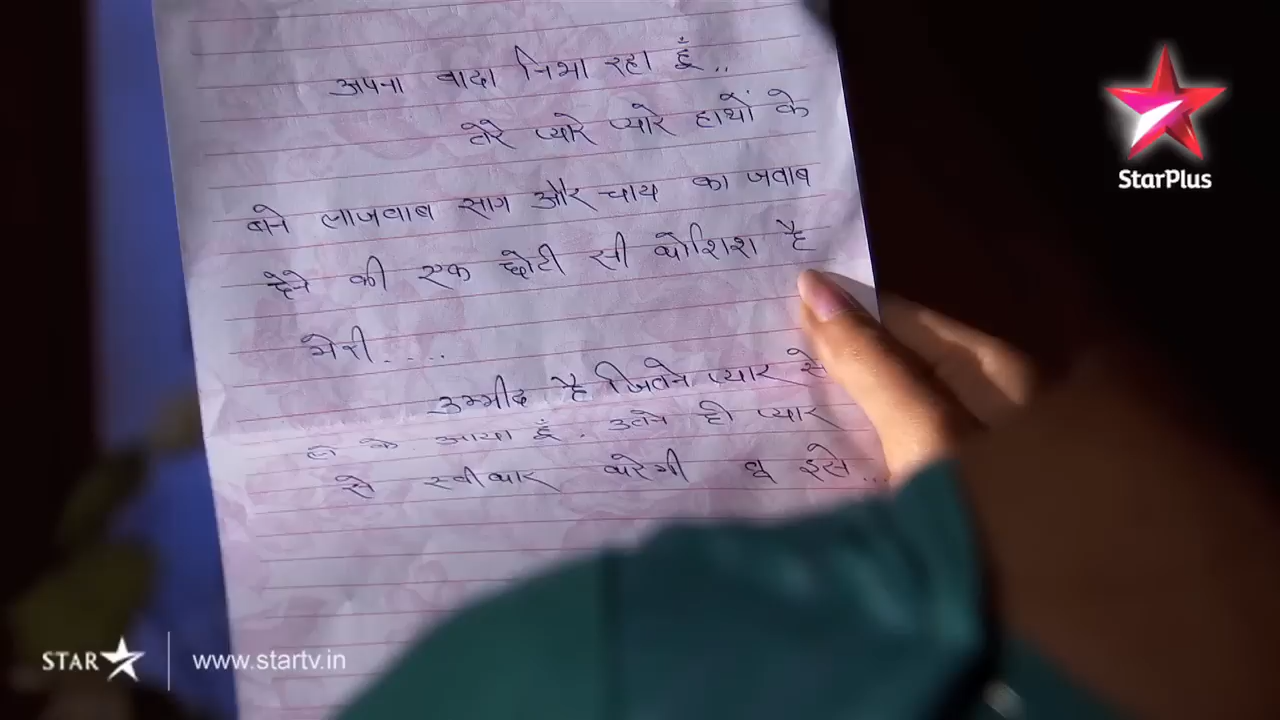 अपना वादा निभा रहा हूँ..
तेरे प्यारे प्यारे हाथों के
बने लाजवाब साग और चाय का जवाब
देने की एक छोटी सी कोशिश है
मेरी.....
उम्मीद है जितने प्यार से
के आया हूँ. उतने ही प्यार
से स्वीकार करेगी तू इसे...
StarPlus
STAR
www.startv.in